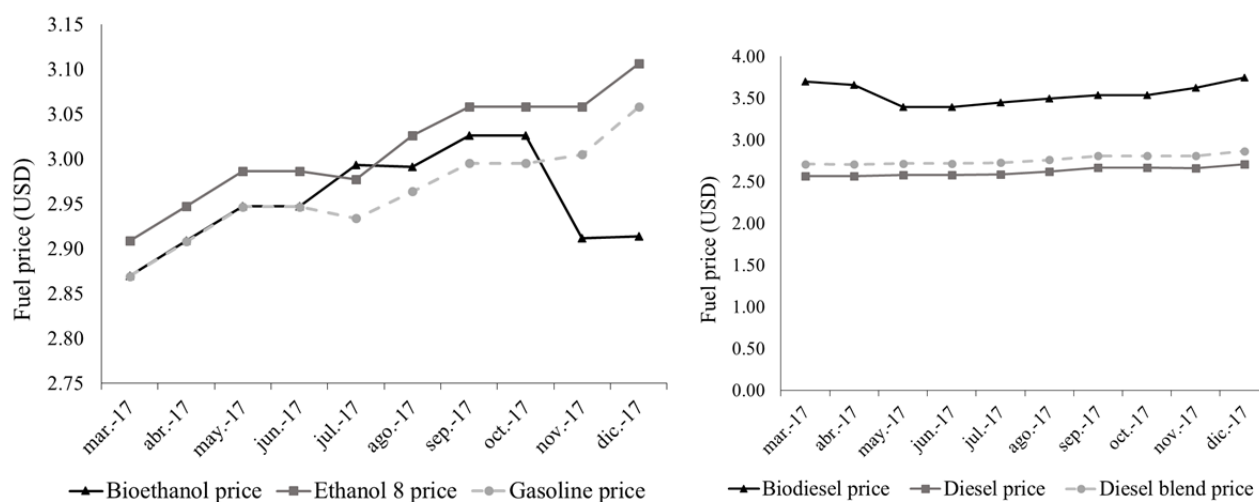 3.15
3.10
3.05
3.00
2.95
2.90
2.85
2.80
2.75
Fuel price (USD)
mar.-17
abr.-17
may.-17
jun.-17
jul.-17
ago.-17
sep.-17
oct.-17
nov.-17
dic.-17
Bioethanol price
Ethanol 8 price
Gasoline price
4.00
3.50
3.00
2.50
2.00
1.50
1.00
0.50
0.00
Fuel price (USD)
mar.-17
abr.-17
may.-17
jun.-17
jul.-17
ago.-17
sep.-17
oct.-17
nov.-17
dic.-17
Biodiesel price
Diesel price
Diesel blend price